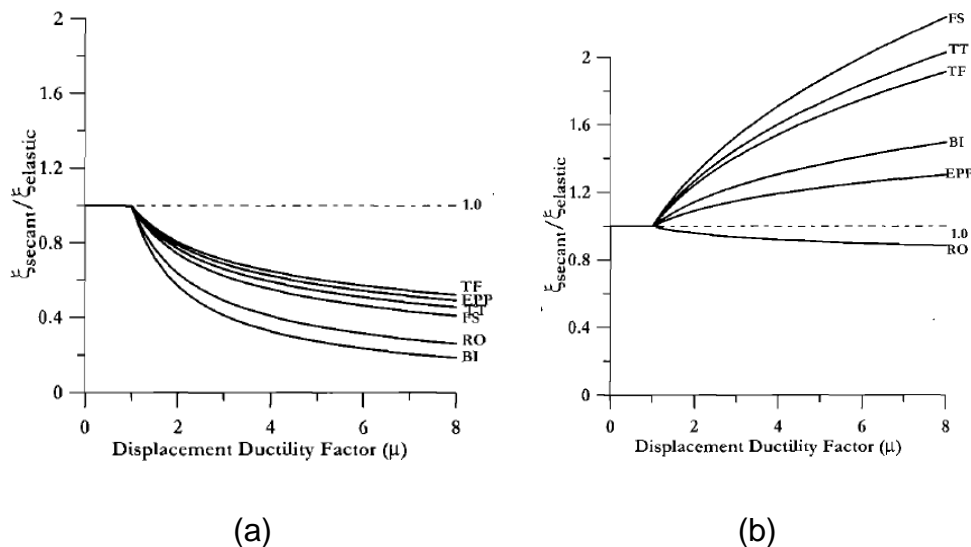 2
1.6
1.2
0.8
0.4
0
ξsecant/ξelastic
1.0
TF
EPP
TT
FS
RO
BI
0 2 4 6 8
Displacement Ductility Factor (μ)
(a)
2
1.6
1.2
0.8
0.4
0
ξsecant/ξelastic
FS
TT
TF
BI
EPP
1.0
RO
0 2 4 6 8
Displacement Ductility Factor (μ)
(b)